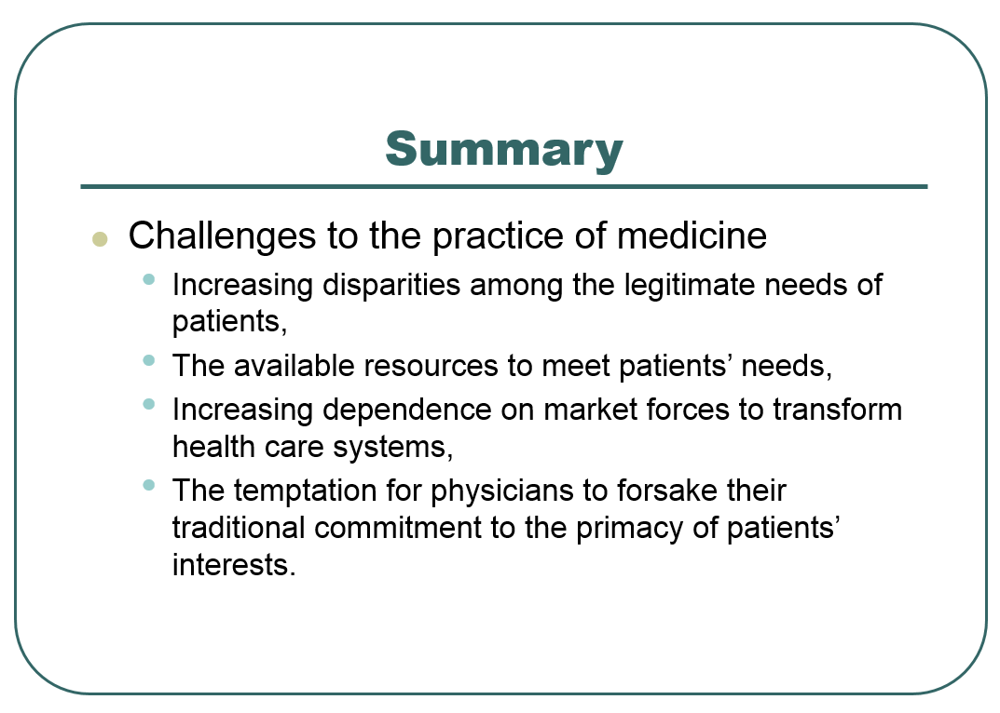 Summary
Challenges to the practice of medicine
Increasing disparities among the legitimate needs of
patients,
The available resources to meet patients’ needs,
Increasing dependence on market forces to transform
health care systems,
The temptation for physicians to forsake their
traditional commitment to the primacy of patients’
interests.